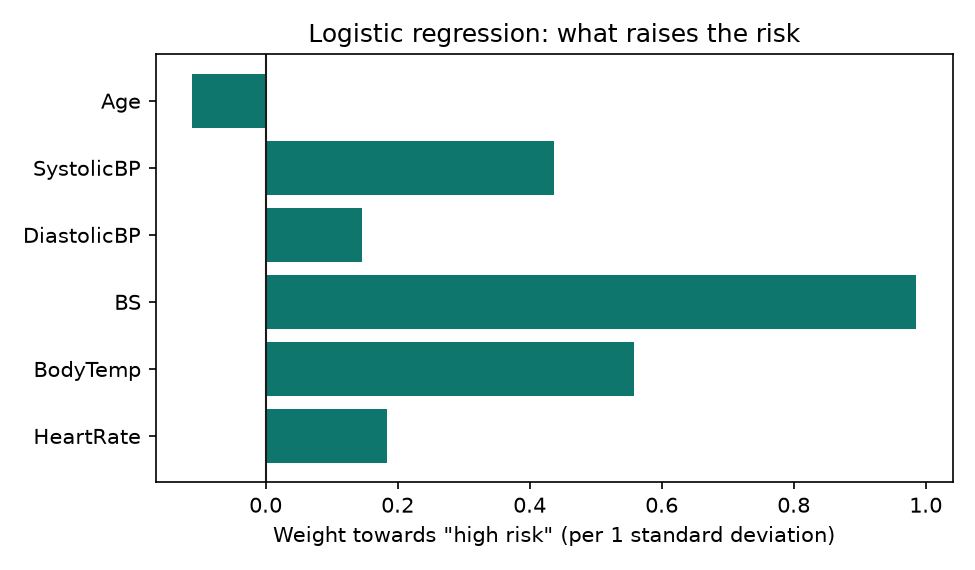 Logistic regression: what raises the risk
Age
SystolicBP
DiastolicBP
BS
BodyTemp
HeartRate
0.0 0.2 0.4 0.6 0.8 1.0
Weight towards "high risk" (per 1 standard deviation)